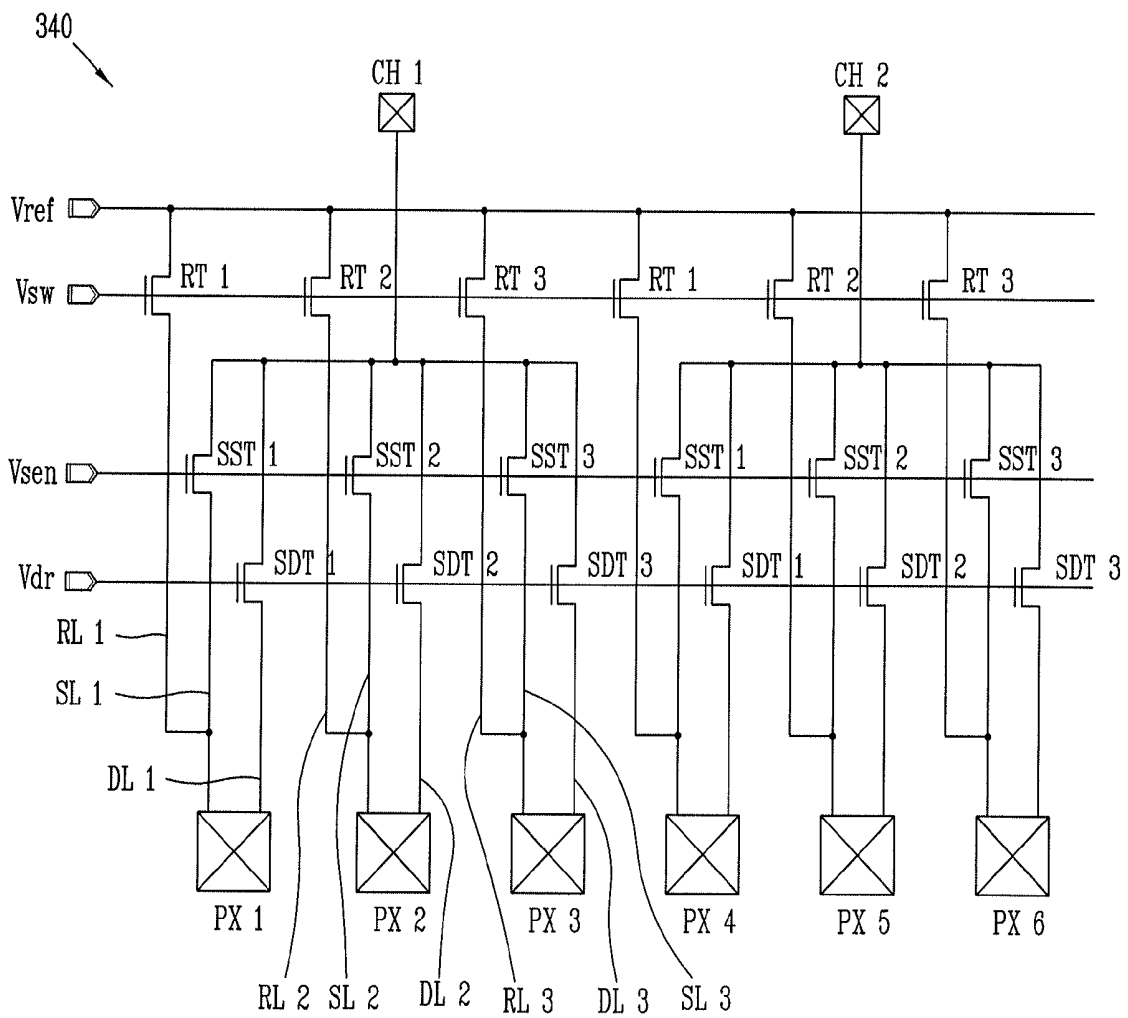 340
CH 1
CH 2
Vref
RT 1
RT 2
RT 3
RT 1
RT 2
RT 3
Vsw
SST 1
SST 2
SST 3
SST 1
SST 2
SST 3
Vsen
SDT 1
SDT 2
SDT 3
SDT 1
SDT 2
SDT 3
Vdr
RL 1
SL 1
DL 1
PX 1
PX 2
PX 3
PX 4
PX 5
PX 6
RL 2
SL 2
DL 2
RL 3
DL 3
SL 3